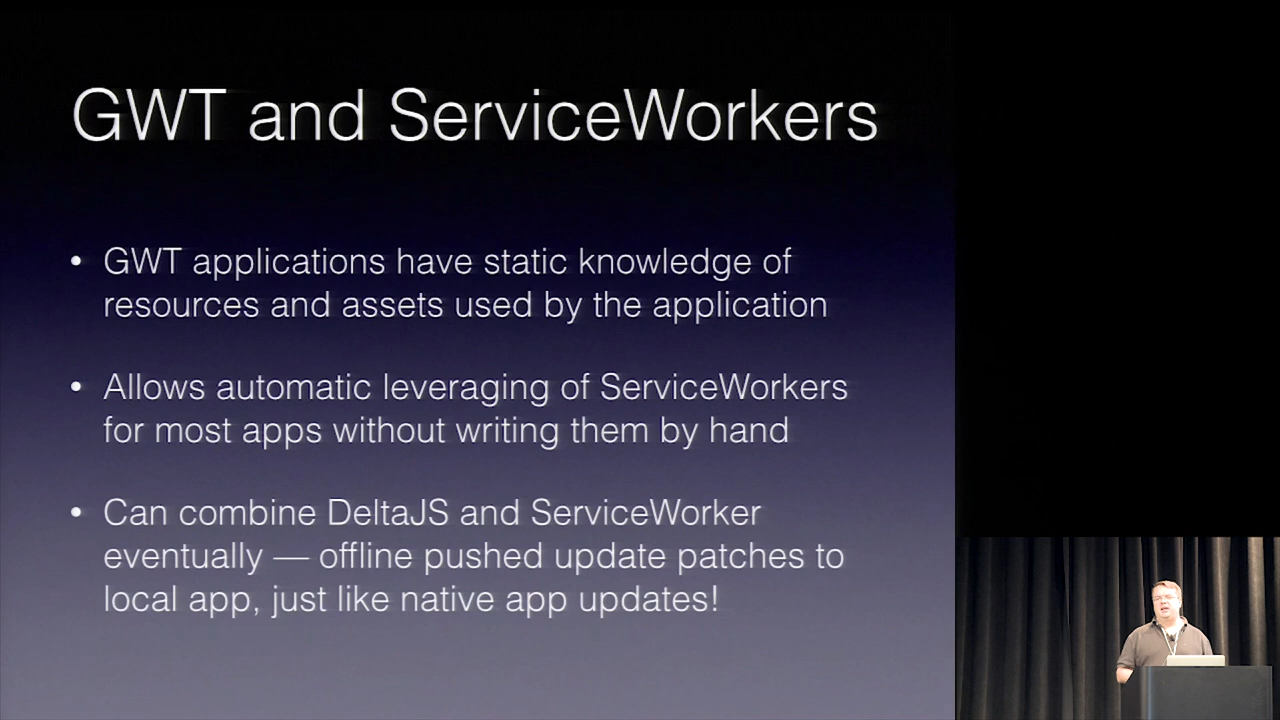 GWT and ServiceWorkers
• GWT applications have static knowledge of
resources and assets used by the application
• Allows automatic leveraging of ServiceWorkers
for most apps without writing them by hand
• Can combine DeltaJS and ServiceWorker
eventually — offline pushed update patches to
local app, just like native app updates!